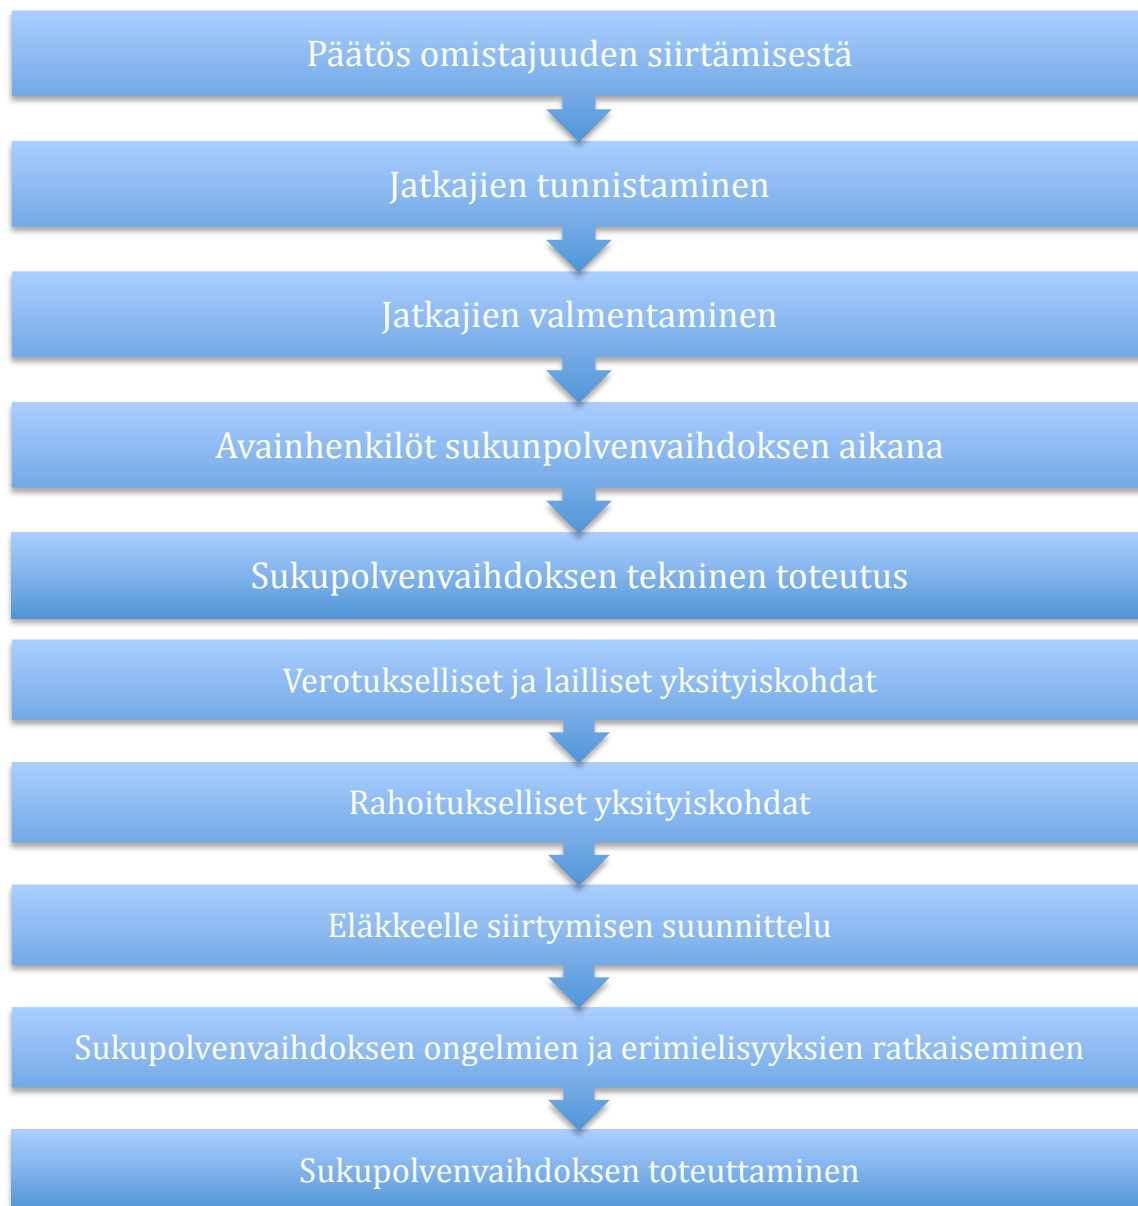 Päätös omistajuuden siirtämisestä
Jatkajien tunnistaminen
Jatkajien valmentaminen
Avainhenkilöt sukunpolvenvaihdoksen aikana
Sukupolvenvaihdoksen tekninen toteutus
Verotukselliset ja lailliset yksityiskohdat
Rahoitukselliset yksityiskohdat
Eläkkeelle siirtymisen suunnittelu
Sukupolvenvaihdoksen ongelmien ja erimielisyyksien ratkaiseminen
Sukupolvenvaihdoksen toteuttaminen